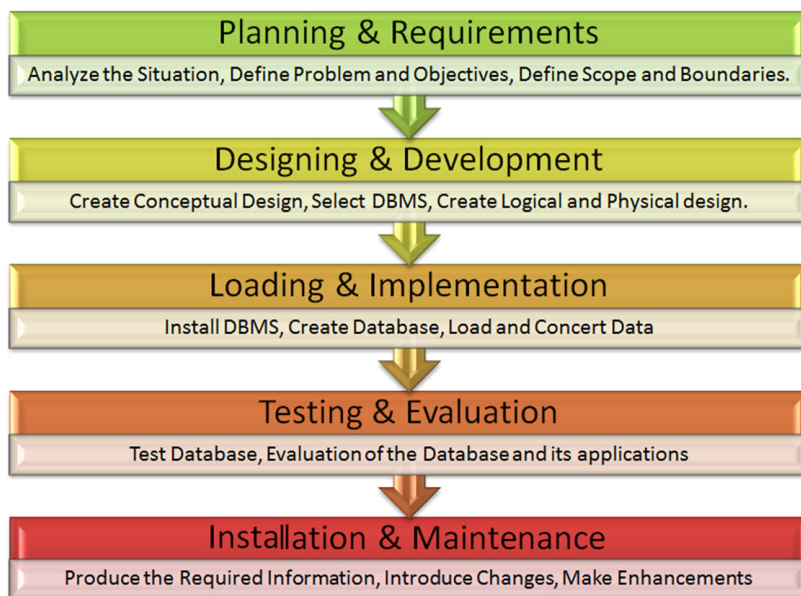 Planning & Requirements
Analyze the Situation, Define Problem and Objectives, Define Scope and Boundaries.
Designing & Development
Create Conceptual Design, Select DBMS, Create Logical and Physical design.
Loading & Implementation
Install DBMS, Create Database, Load and Concert Data
Testing & Evaluation
Test Database, Evaluation of the Database and its applications
Installation & Maintenance
Produce the Required Information, Introduce Changes, Make Enhancements